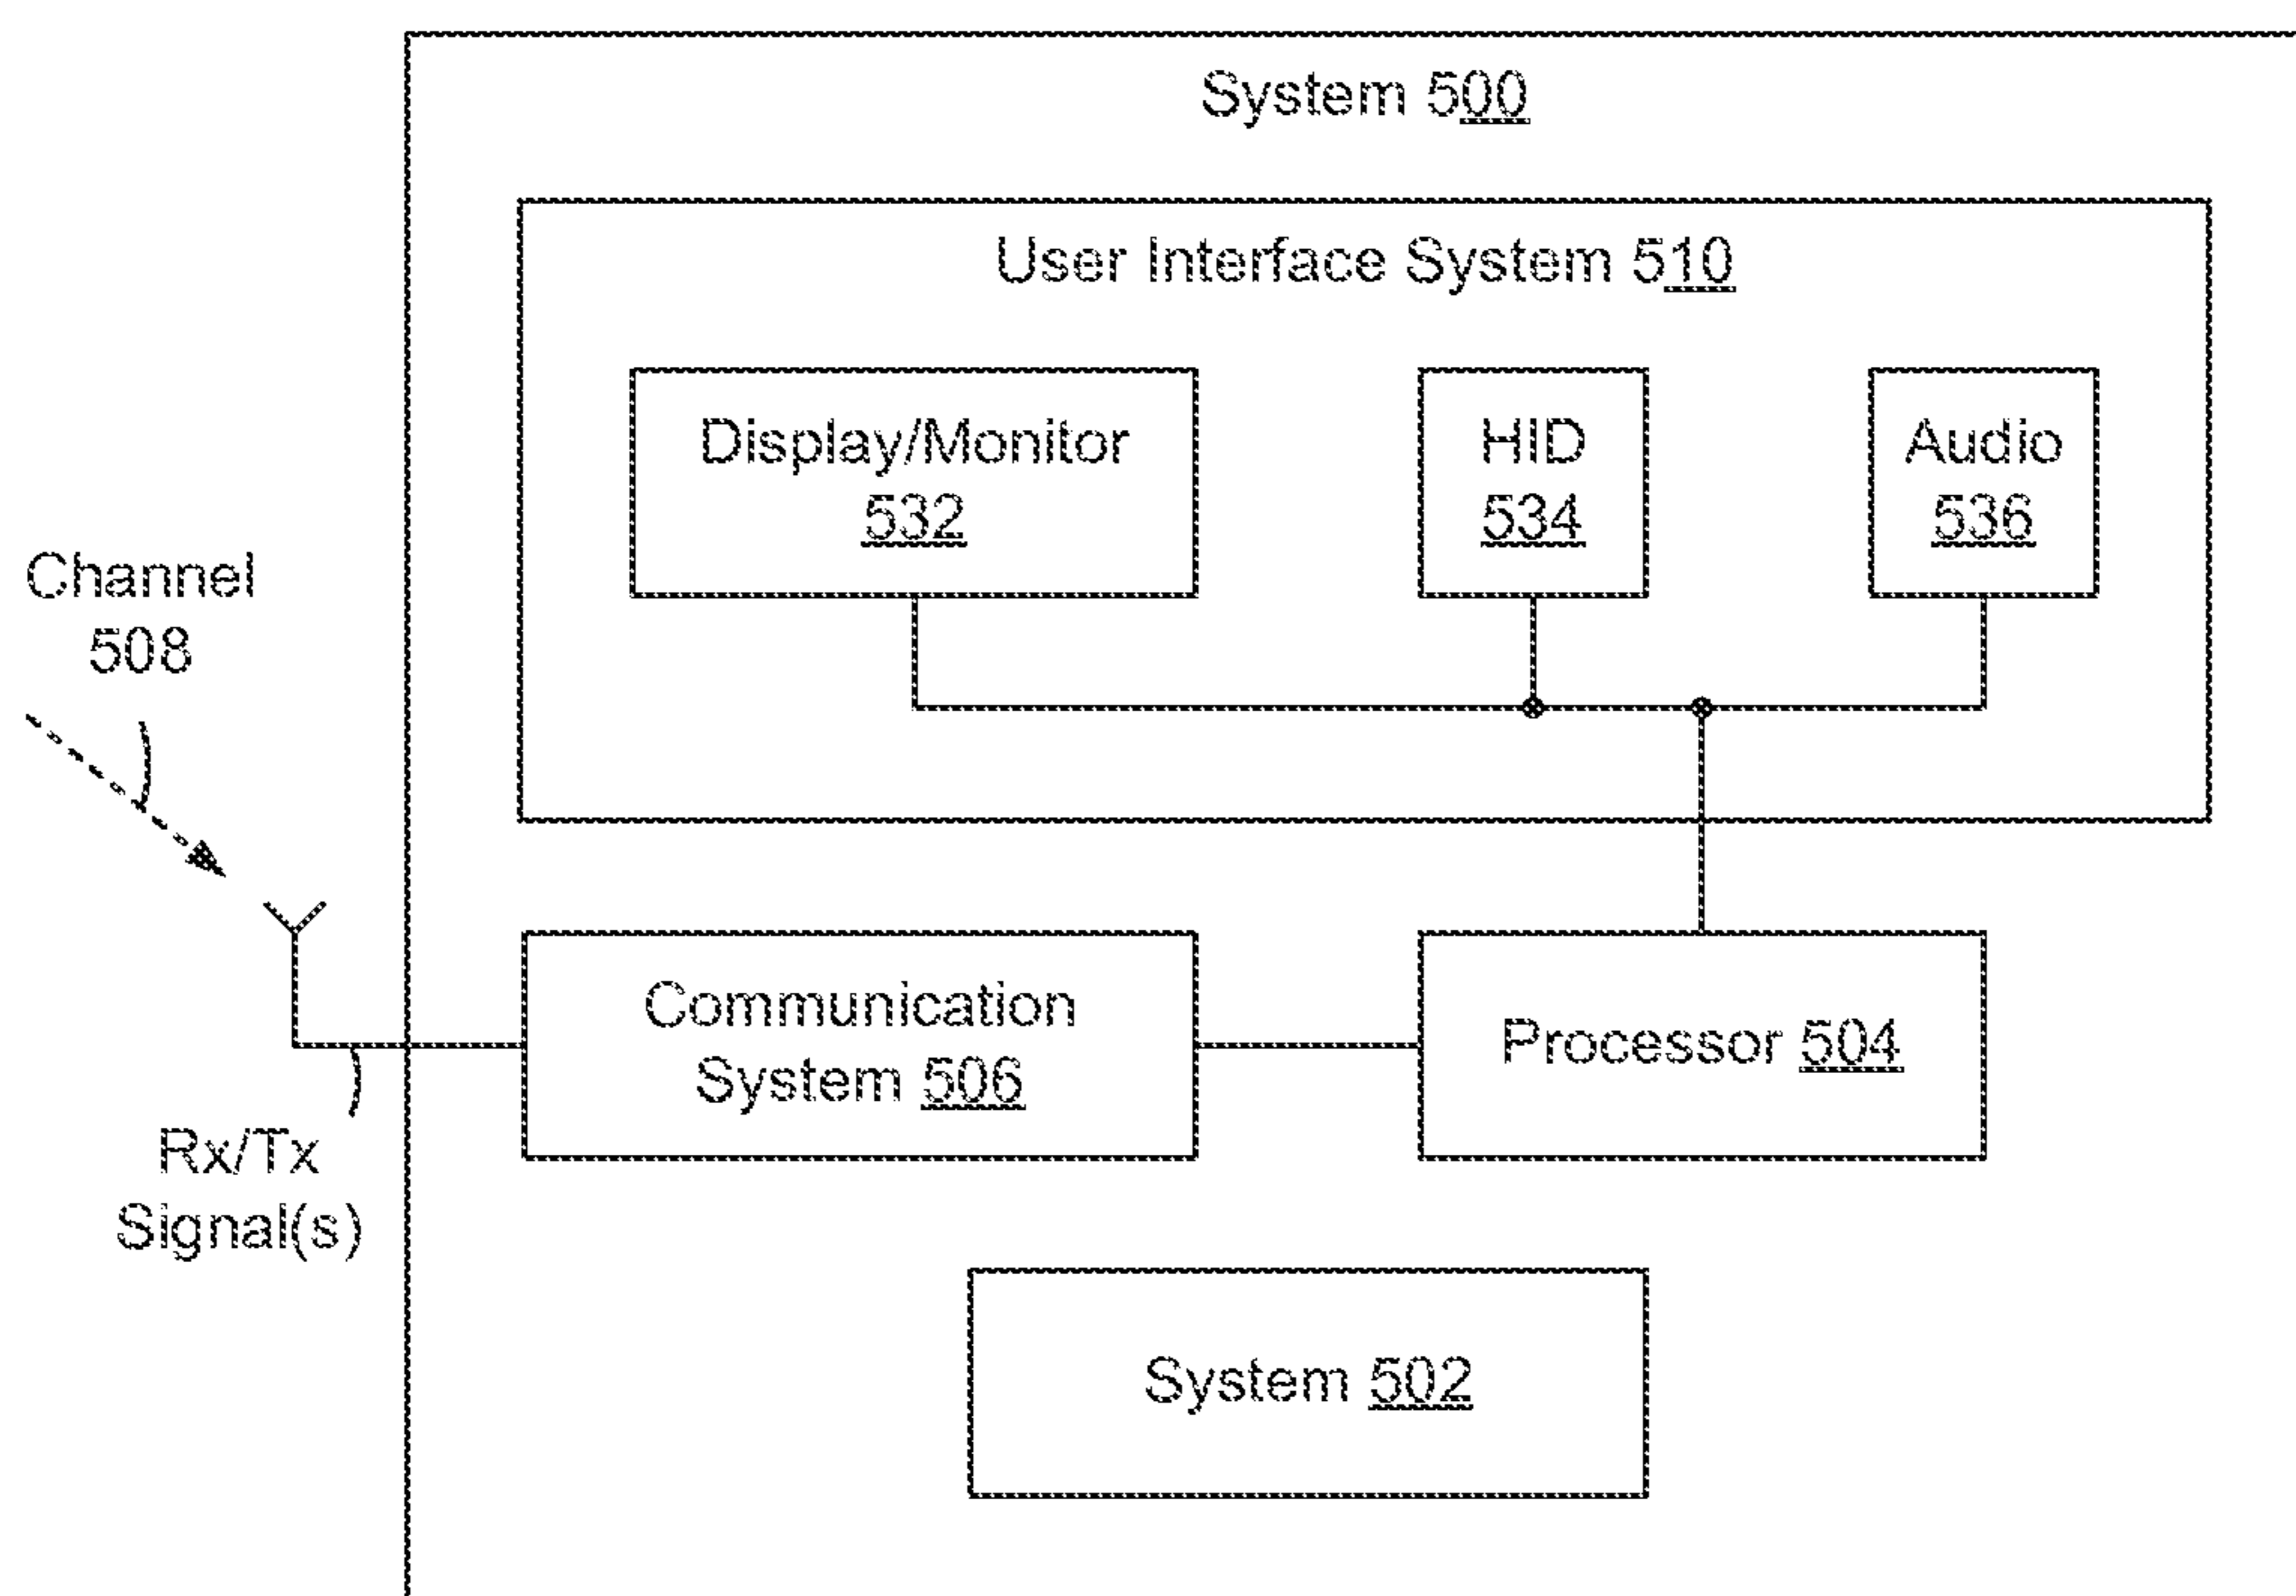 System 500
User Interface System 510
Display/Monitor
532
HID
534
Audio
536
Channel
508
Communication
System 506
Processor 504
Rx/Tx
Signal(s)
System 502